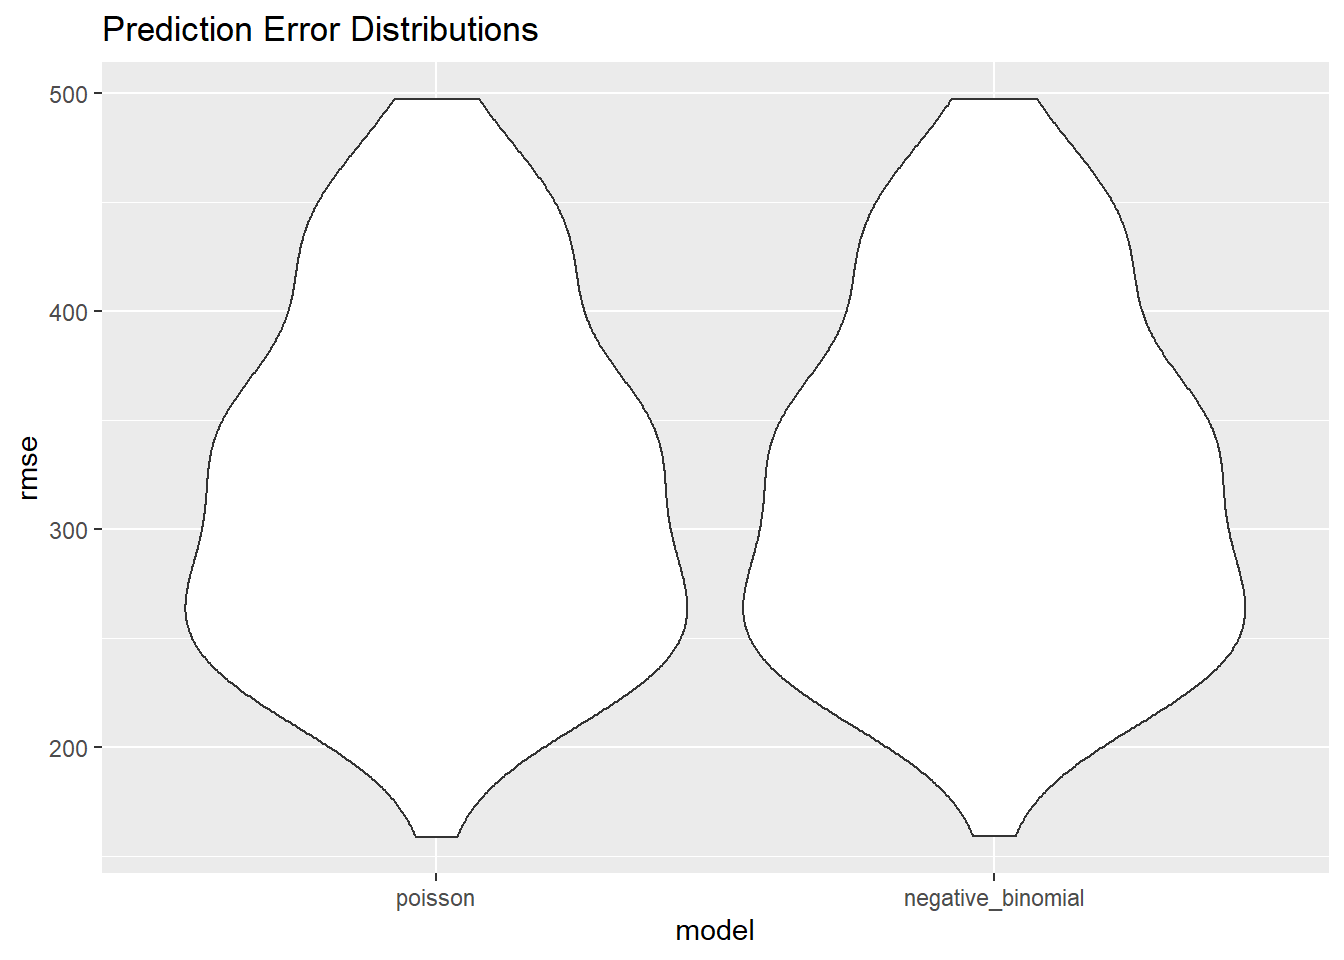 Prediction Error Distributions
500
400
300
200
rmse
poisson
negative_binomial
model